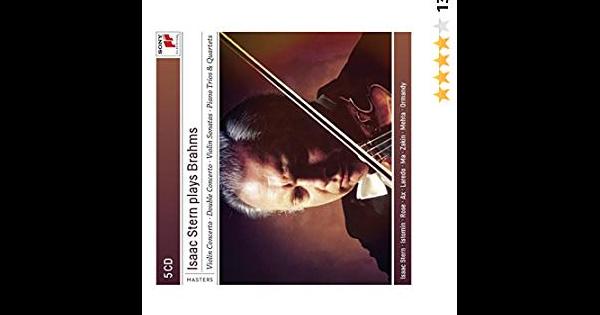 SONY
5 CD
MASTERS
Isaac Stern plays Brahms
Violin Concerto · Double Concerto · Violin Sonatas · Piano Trios & Quartets
Isaac Stern · Istomin · Rose · Ax · Laredo · Ma · Zakin · Mehta · Ormandy